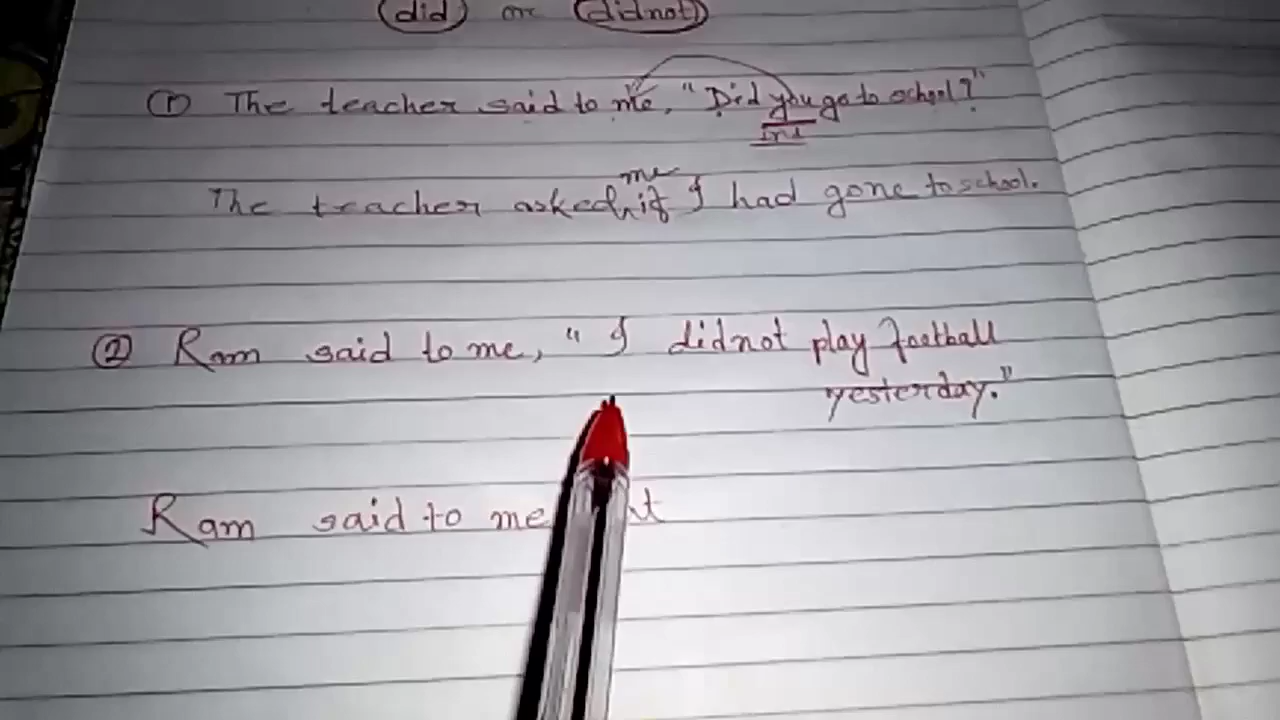 did or didnot
① The teacher said to me, "Did you go to school?"
me
The teacher asked, if I had gone to school.
② Ram said to me, "I didnot play football
yesterday."
Ram said to me